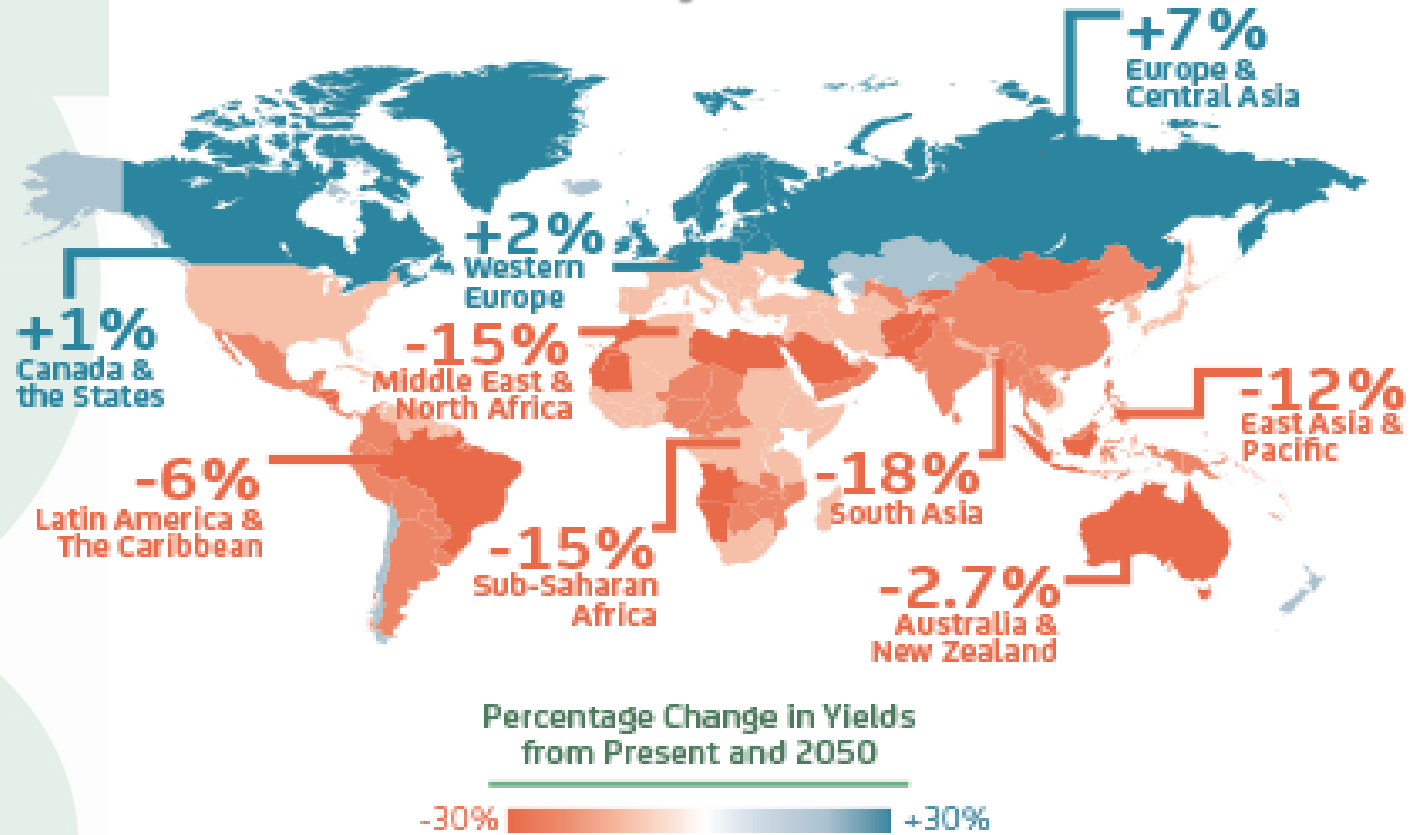 +7%
Europe &
Central Asia
+2%
Western
Europe
+1%
Canada &
the States
-15%
Middle East &
North Africa
-12%
East Asia &
Pacific
-6%
Latin America &
The Caribbean
-18%
South Asia
-15%
Sub-Saharan
Africa
-2.7%
Australia &
New Zealand
Percentage Change in Yields
from Present and 2050
-30%
+30%